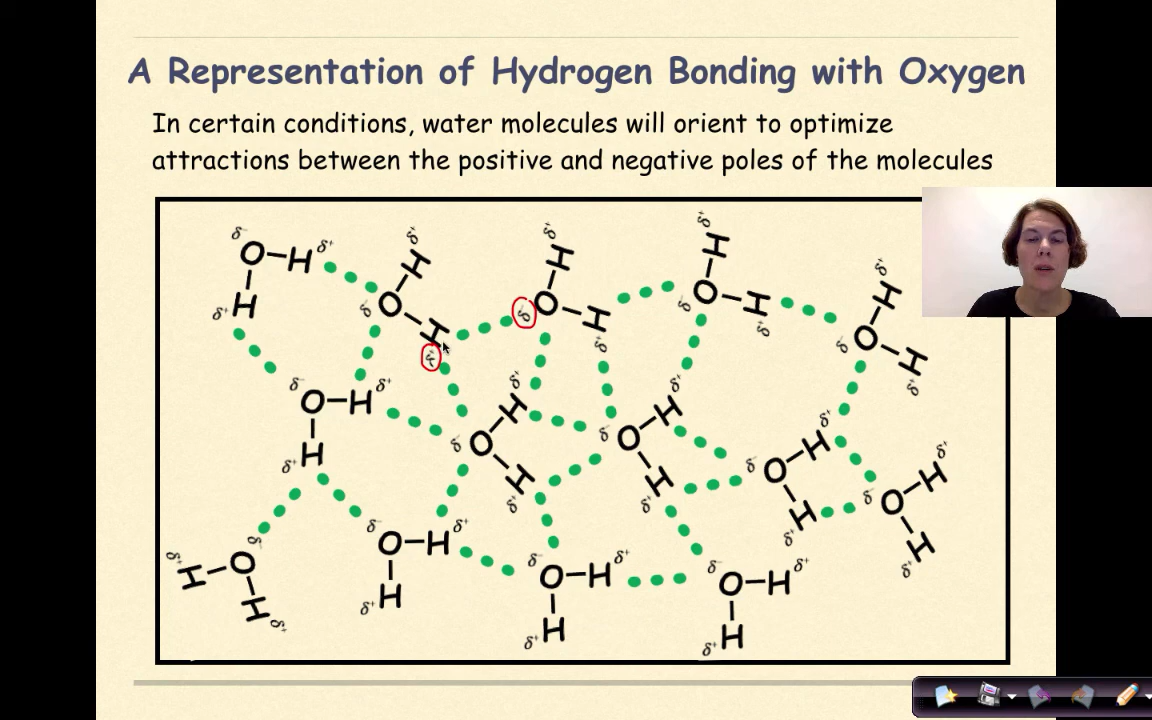 A Representation of Hydrogen Bonding with Oxygen
In certain conditions, water molecules will orient to optimize
attractions between the positive and negative poles of the molecules
δ⁻ O–H δ⁺
δ⁺ H
δ⁺ H
δ⁻ O
H δ⁺
δ⁺ H
δ⁻ O–H
δ⁺
δ⁺ H
δ⁻ O–H
δ⁺
δ⁺ H
δ⁻ O
H δ⁺
δ⁻ O–H δ⁺
δ⁺ H
δ⁺ H
δ⁻ O
δ⁺ H
δ⁺ H
δ⁻ O
δ⁺ H
δ⁺ H
δ⁻ O
δ⁺ H
δ⁺ H
δ⁻ O
δ⁺ H
δ⁺ H–O δ⁻
H δ⁺
δ⁻ O–H δ⁺
δ⁺ H
δ⁻ O–H δ⁺
δ⁺ H
δ⁻ O–H δ⁺
δ⁺ H